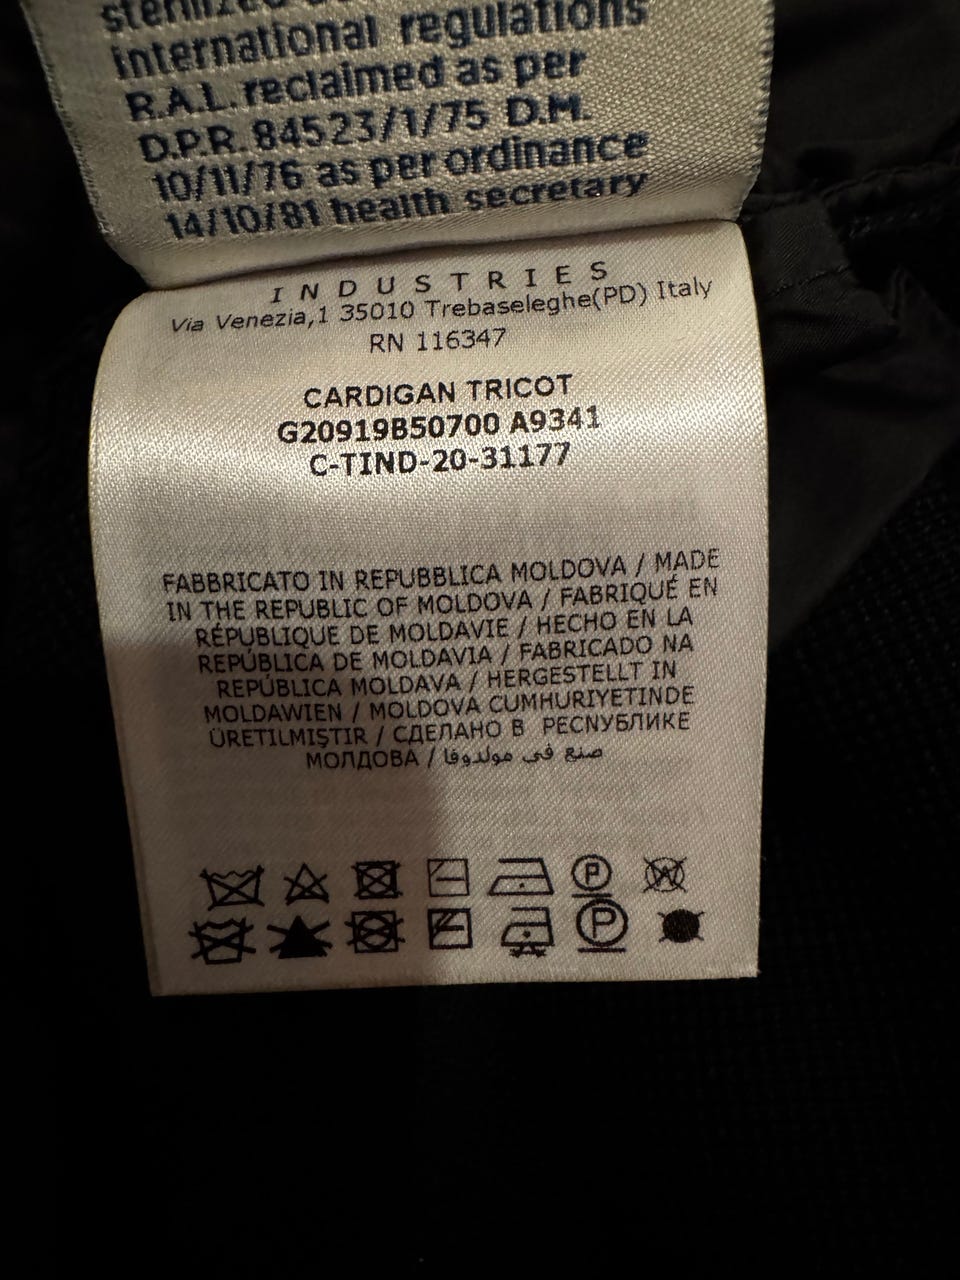 international regulations
R.A.L. reclaimed as per
D.P.R. 84523/1/75 D.M.
10/11/76 as per ordinance
14/10/81 health secretary
INDUSTRIES
Via Venezia,1 35010 Trebaseleghe(PD) Italy
RN 116347
CARDIGAN TRICOT
G20919B50700 A9341
C-TIND-20-31177
FABBRICATO IN REPUBBLICA MOLDOVA / MADE
IN THE REPUBLIC OF MOLDOVA / FABRIQUÉ EN
RÉPUBLIQUE DE MOLDAVIE / HECHO EN LA
REPÚBLICA DE MOLDAVIA / FABRICADO NA
REPÚBLICA MOLDAVA / HERGESTELLT IN
MOLDAWIEN / MOLDOVA CUMHURIYETINDE
ÜRETILMIŞTIR / СДЕЛАНО В РЕСПУБЛИКЕ
МОЛДОВА / صنع في مولدوفا
P W
P